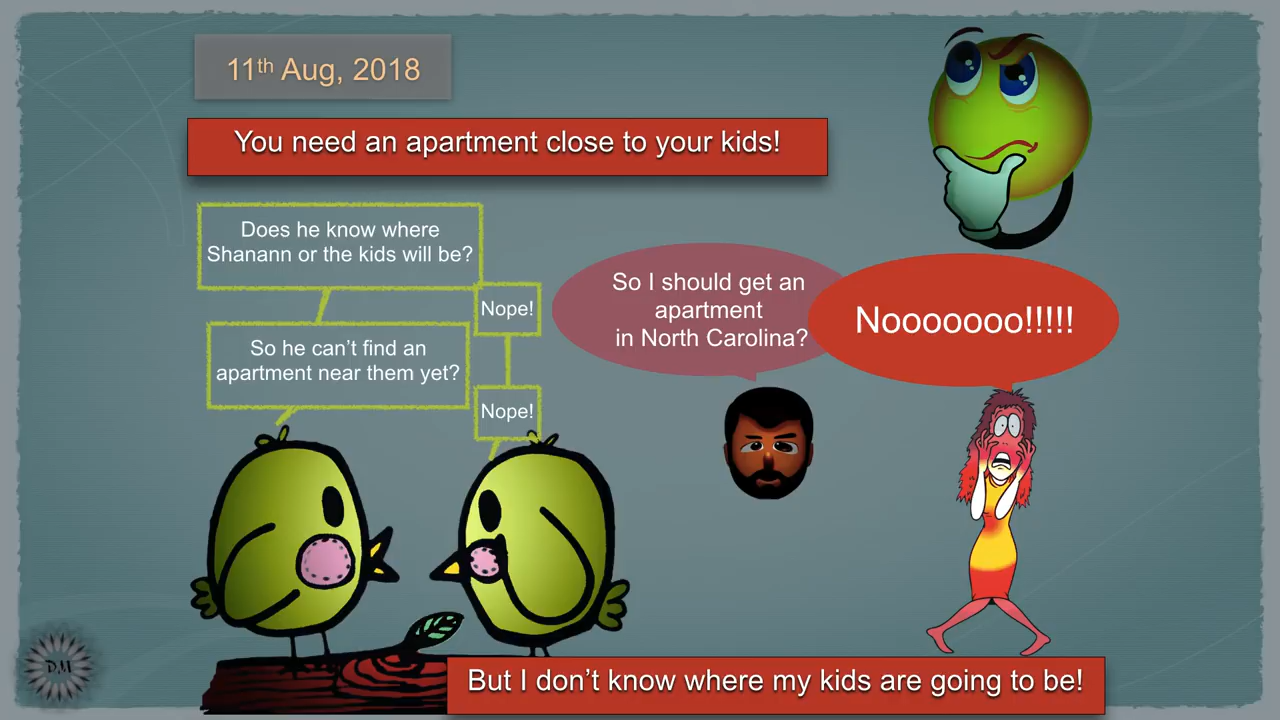 11th Aug, 2018
You need an apartment close to your kids!
Does he know where
Shanann or the kids will be?
Nope!
So he can't find an
apartment near them yet?
Nope!
So I should get an
apartment
in North Carolina?
Nooooooo!!!!!
But I don't know where my kids are going to be!
DM